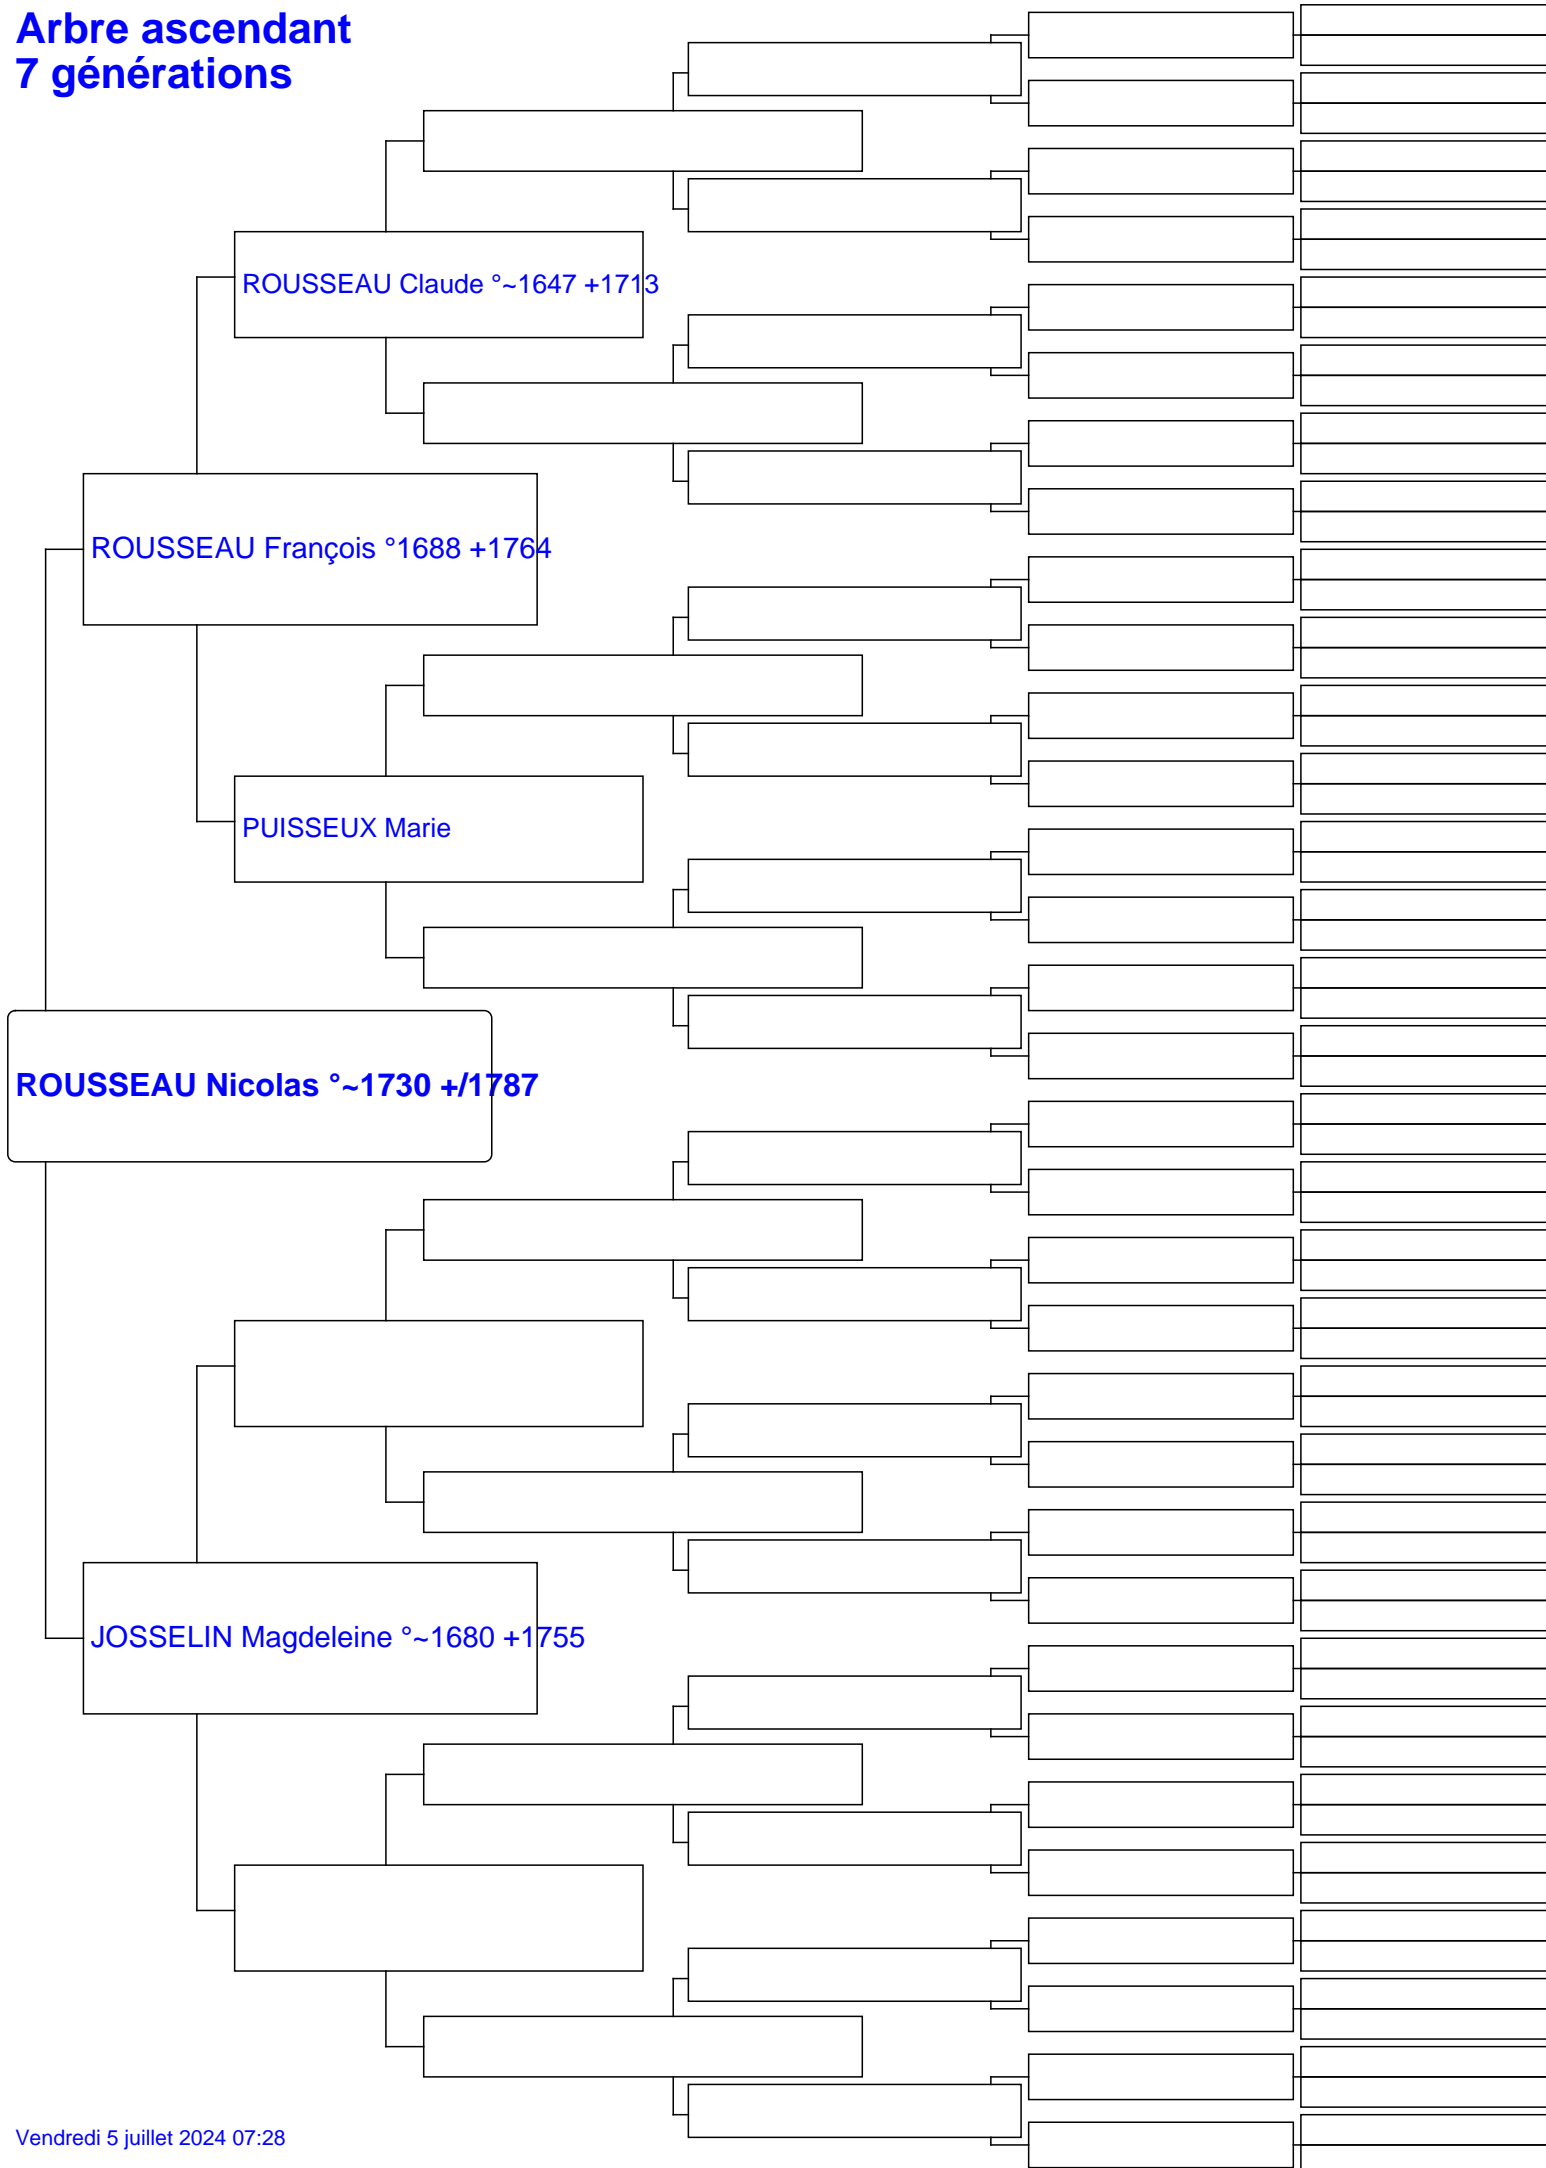 Arbre ascendant
7 générations
ROUSSEAU Claude °~1647 +1713
ROUSSEAU François °1688 +1764
PUISSEUX Marie
ROUSSEAU Nicolas °~1730 +/1787
JOSSELIN Magdeleine °~1680 +1755
Vendredi 5 juillet 2024 07:28